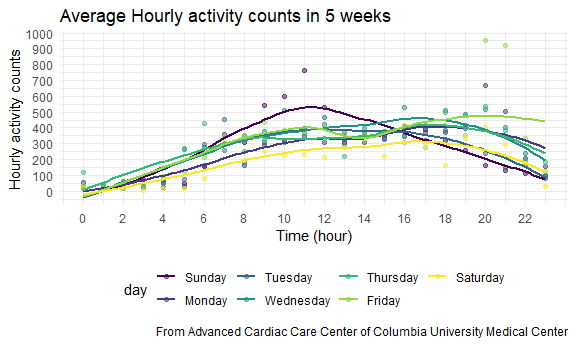 Average Hourly activity counts in 5 weeks
Hourly activity counts
1000
900
800
700
600
500
400
300
200
100
0
0 2 4 6 8 10 12 14 16 18 20 22
Time (hour)
day
Sunday Tuesday Thursday Saturday
Monday Wednesday Friday
From Advanced Cardiac Care Center of Columbia University Medical Center